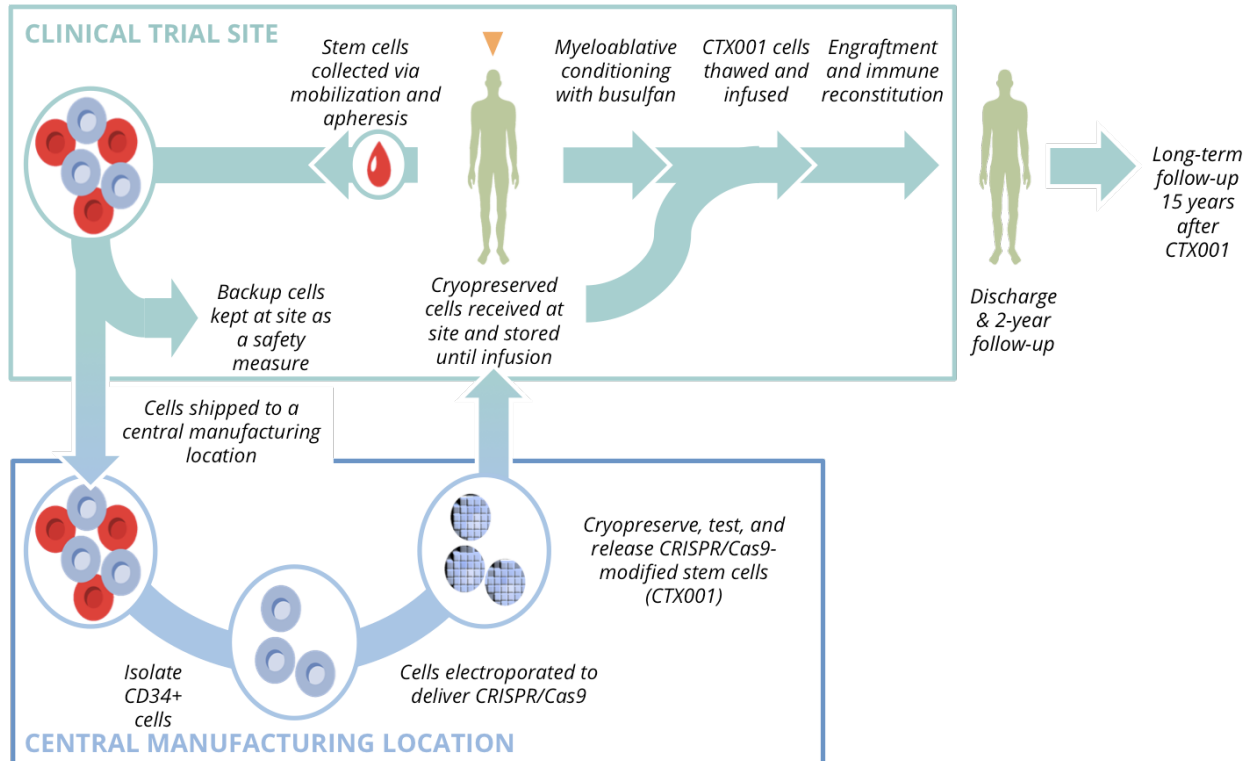 CLINICAL TRIAL SITE
Stem cells
collected via
mobilization and
apheresis
Myeloablative
conditioning
with busulfan
CTX001 cells
thawed and
infused
Engraftment
and immune
reconstitution
Long-term
follow-up
15 years
after
CTX001
Backup cells
kept at site as
a safety
measure
Cryopreserved
cells received at
site and stored
until infusion
Discharge
& 2-year
follow-up
Cells shipped to a
central manufacturing
location
Cryopreserve, test, and
release CRISPR/Cas9-
modified stem cells
(CTX001)
Isolate
CD34+
cells
Cells electroporated to
deliver CRISPR/Cas9
CENTRAL MANUFACTURING LOCATION